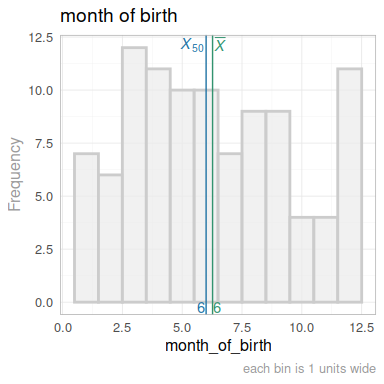 month of birth
12.5
10.0
7.5
5.0
2.5
0.0
Frequency
X50 X̅
6 6
0.0 2.5 5.0 7.5 10.0 12.5
month_of_birth
each bin is 1 units wide